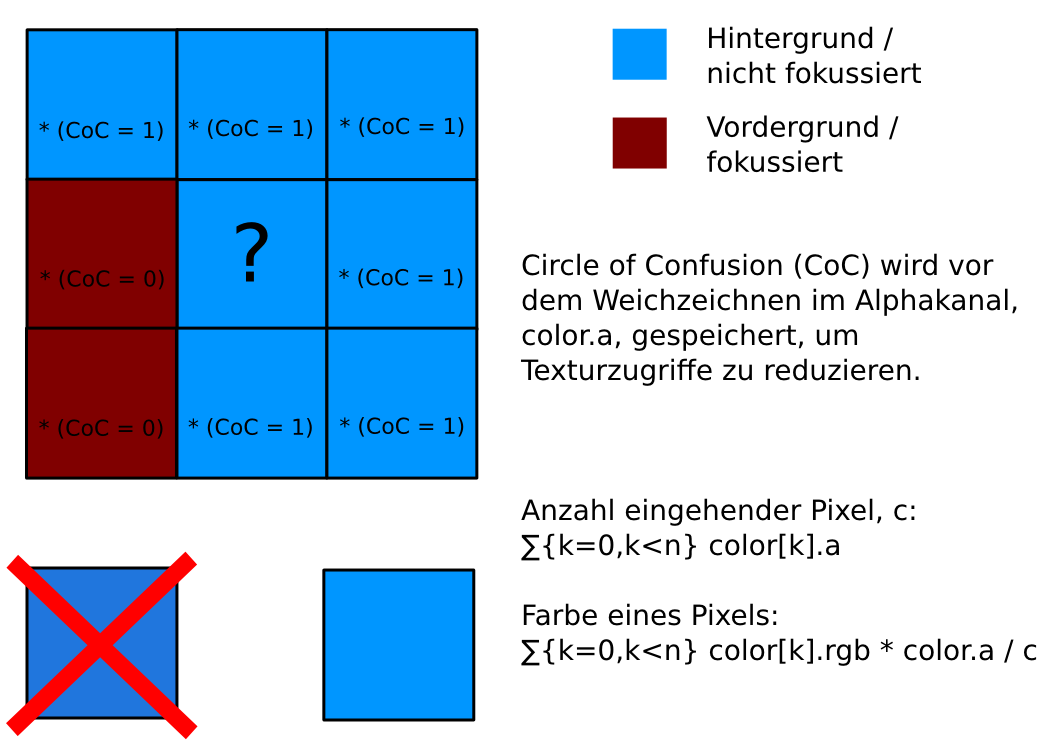 Hintergrund /
nicht fokussiert
* (CoC = 1) * (CoC = 1) * (CoC = 1)
Vordergrund /
fokussiert
* (CoC = 0) ? * (CoC = 1)
* (CoC = 0) * (CoC = 1) * (CoC = 1)
Circle of Confusion (CoC) wird vor
dem Weichzeichnen im Alphakanal,
color.a, gespeichert, um
Texturzugriffe zu reduzieren.
Anzahl eingehender Pixel, c:
∑{k=0,k<n} color[k].a
Farbe eines Pixels:
∑{k=0,k<n} color[k].rgb * color.a / c